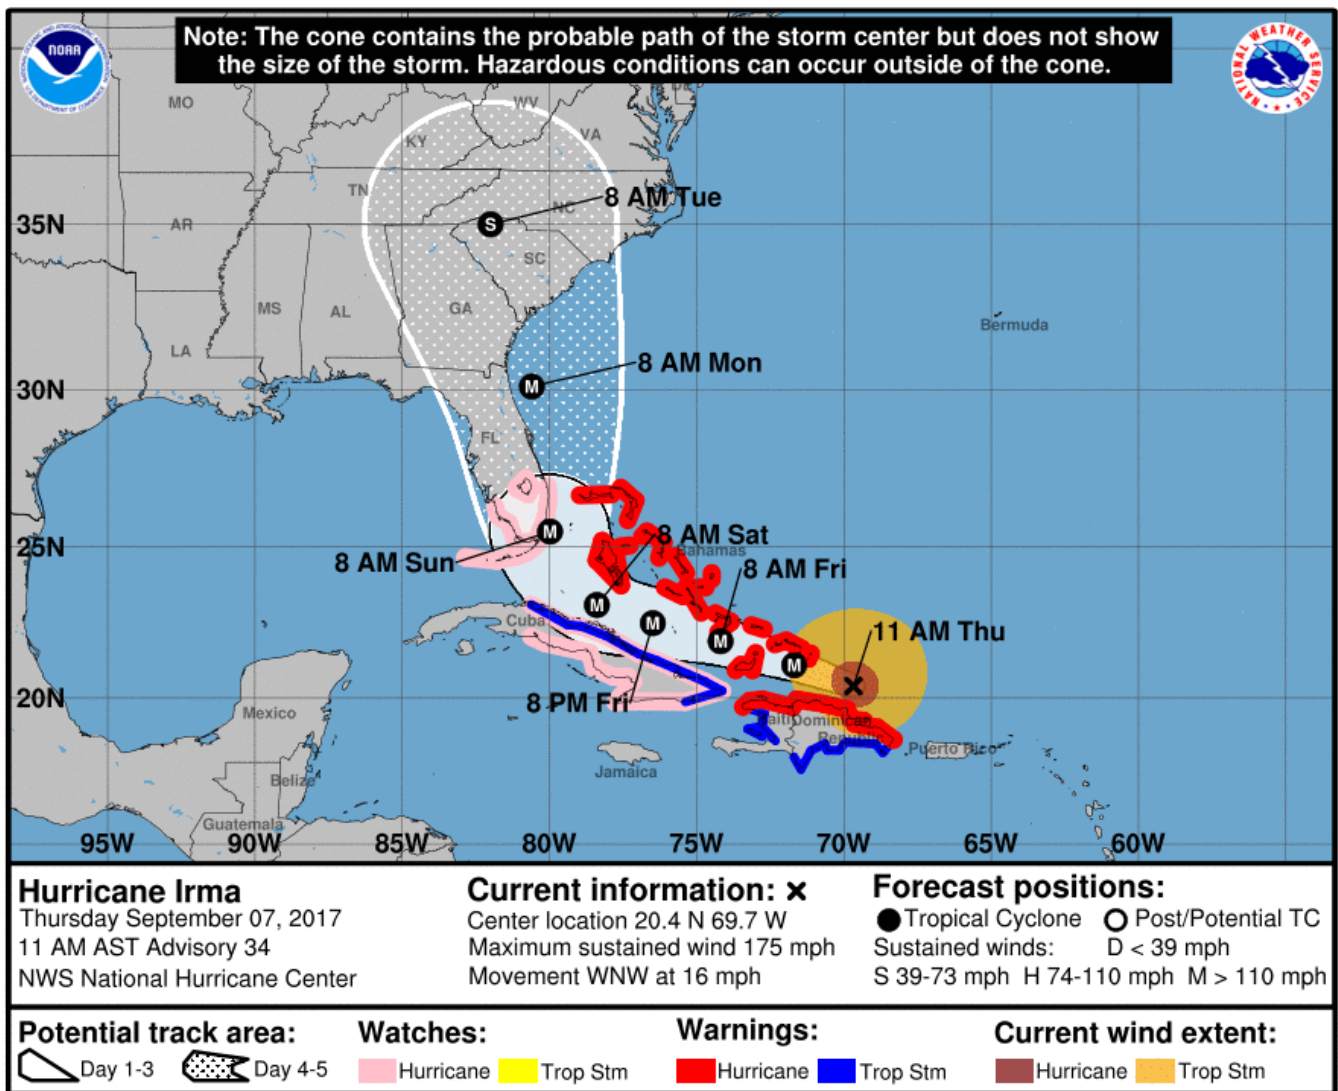 Note: The cone contains the probable path of the storm center but does not show
the size of the storm. Hazardous conditions can occur outside of the cone.
NOAA
NATIONAL WEATHER SERVICE
MO
WV
DE
KY
VA
TN
8 AM Tue
NC
35N
AR
SC
MS
AL
GA
Bermuda
LA
8 AM Mon
30N
FL
8 AM Sat
25N
8 AM Sun
Bahamas
8 AM Fri
Cuba
11 AM Thu
20N
8 PM Fri
Mexico
Haiti
Dominican
Republic
Puerto Rico
Jamaica
Belize
Guatemala
95W 90W 85W 80W 75W 70W 65W 60W
S
M
M
M
M
M
M
Hurricane Irma
Thursday September 07, 2017
11 AM AST Advisory 34
NWS National Hurricane Center
Current information: x
Center location 20.4 N 69.7 W
Maximum sustained wind 175 mph
Movement WNW at 16 mph
Forecast positions:
Tropical Cyclone Post/Potential TC
Sustained winds: D < 39 mph
S 39-73 mph H 74-110 mph M > 110 mph
Potential track area:
Day 1-3 Day 4-5
Watches:
Hurricane Trop Stm
Warnings:
Hurricane Trop Stm
Current wind extent:
Hurricane Trop Stm